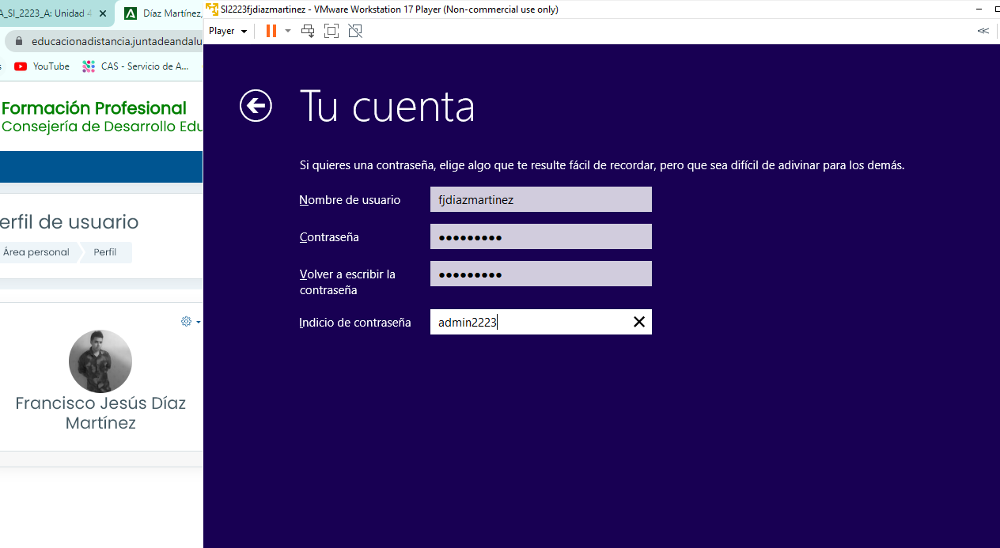 A_SI_2223_A: Unidad 4
Díaz Martínez,
educacionadistancia.juntadeandalu
s
YouTube
CAS - Servicio de A...
Formación Profesional
Consejería de Desarrollo Edu
erfil de usuario
Área personal
Perfil
Francisco Jesús Díaz
Martínez
SI2223fjdiazmartinez - VMware Workstation 17 Player (Non-commercial use only)
Player
Tu cuenta
Si quieres una contraseña, elige algo que te resulte fácil de recordar, pero que sea difícil de adivinar para los demás.
Nombre de usuario
fjdiazmartinez
Contraseña
●●●●●●●●●
Volver a escribir la
contraseña
●●●●●●●●●
Indicio de contraseña
admin2223